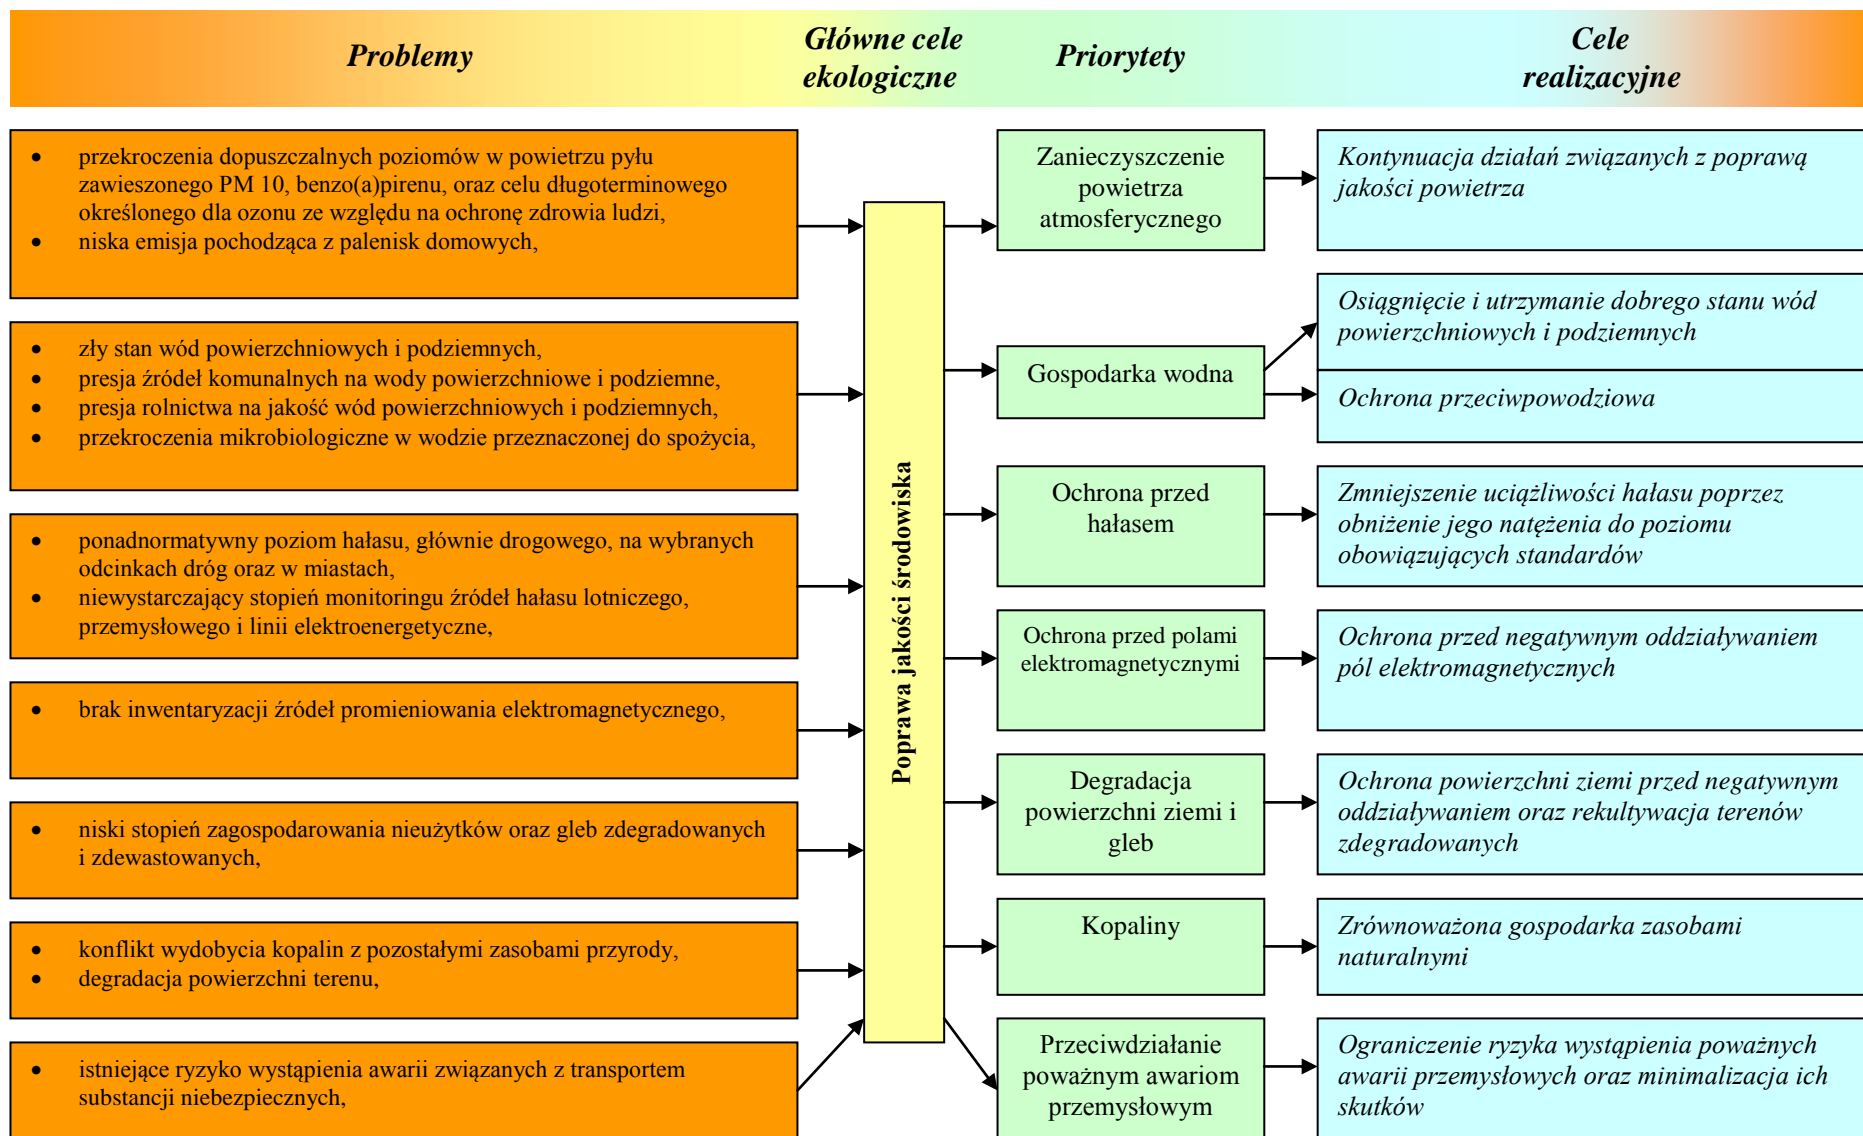 Problemy
Główne cele
ekologiczne
Priorytety
Cele
realizacyjne
• przekroczenia dopuszczalnych poziomów w powietrzu pyłu
zawieszonego PM 10, benzo(a)pirenu, oraz celu długoterminowego
określonego dla ozonu ze względu na ochronę zdrowia ludzi,
• niska emisja pochodząca z palenisk domowych,
• zły stan wód powierzchniowych i podziemnych,
• presja źródeł komunalnych na wody powierzchniowe i podziemne,
• presja rolnictwa na jakość wód powierzchniowych i podziemnych,
• przekroczenia mikrobiologiczne w wodzie przeznaczonej do spożycia,
• ponadnormatywny poziom hałasu, głównie drogowego, na wybranych
odcinkach dróg oraz w miastach,
• niewystarczający stopień monitoringu źródeł hałasu lotniczego,
przemysłowego i linii elektroenergetyczne,
• brak inwentaryzacji źródeł promieniowania elektromagnetycznego,
• niski stopień zagospodarowania nieużytków oraz gleb zdegradowanych
i zdewastowanych,
• konflikt wydobycia kopalin z pozostałymi zasobami przyrody,
• degradacja powierzchni terenu,
• istniejące ryzyko wystąpienia awarii związanych z transportem
substancji niebezpiecznych,
Poprawa jakości środowiska
Zanieczyszczenie
powietrza
atmosferycznego
Gospodarka wodna
Ochrona przed
hałasem
Ochrona przed polami
elektromagnetycznymi
Degradacja
powierzchni ziemi i
gleb
Kopaliny
Przeciwdziałanie
poważnym awariom
przemysłowym
Kontynuacja działań związanych z poprawą
jakości powietrza
Osiągnięcie i utrzymanie dobrego stanu wód
powierzchniowych i podziemnych
Ochrona przeciwpowodziowa
Zmniejszenie uciążliwości hałasu poprzez
obniżenie jego natężenia do poziomu
obowiązujących standardów
Ochrona przed negatywnym oddziaływaniem
pól elektromagnetycznych
Ochrona powierzchni ziemi przed negatywnym
oddziaływaniem oraz rekultywacja terenów
zdegradowanych
Zrównoważona gospodarka zasobami
naturalnymi
Ograniczenie ryzyka wystąpienia poważnych
awarii przemysłowych oraz minimalizacja ich
skutków